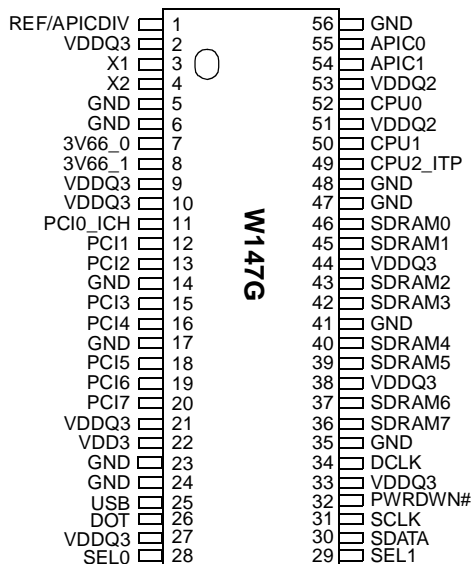 REF/APICDIV 1 56 GND
VDDQ3 2 55 APIC0
X1 3 54 APIC1
X2 4 53 VDDQ2
GND 5 52 CPU0
GND 6 51 VDDQ2
3V66_0 7 50 CPU1
3V66_1 8 49 CPU2_ITP
VDDQ3 9 48 GND
VDDQ3 10 47 GND
PCI0_ICH 11 46 SDRAM0
PCI1 12 45 SDRAM1
PCI2 13 44 VDDQ3
GND 14 43 SDRAM2
PCI3 15 42 SDRAM3
PCI4 16 41 GND
GND 17 40 SDRAM4
PCI5 18 39 SDRAM5
PCI6 19 38 VDDQ3
PCI7 20 37 SDRAM6
VDDQ3 21 36 SDRAM7
VDD3 22 35 GND
GND 23 34 DCLK
GND 24 33 VDDQ3
USB 25 32 PWRDWN#
DOT 26 31 SCLK
VDDQ3 27 30 SDATA
SEL0 28 29 SEL1
W147G